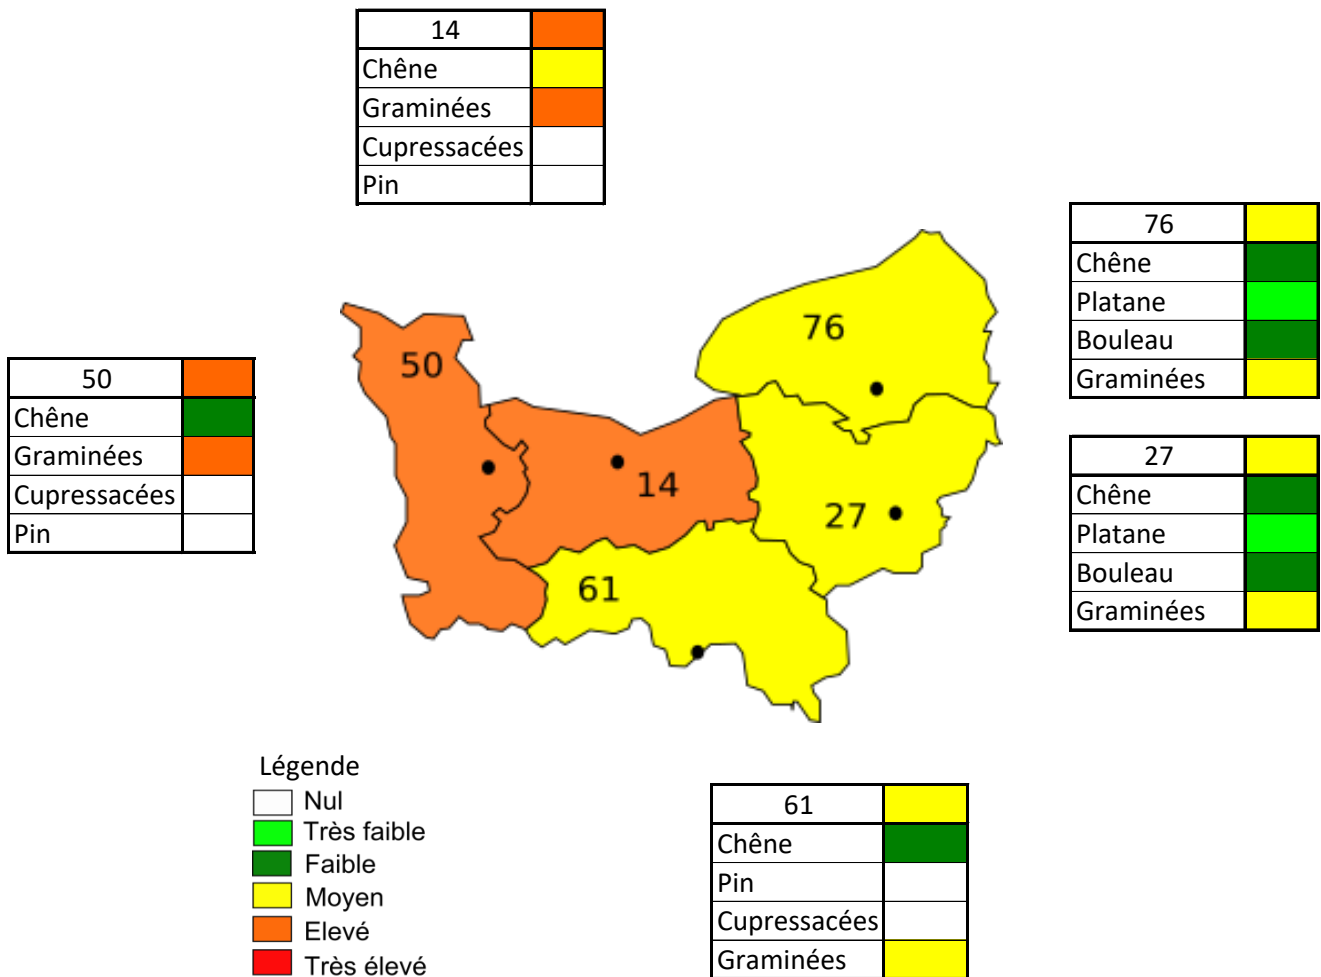 14
Chêne
Graminées
Cupressacées
Pin
76
Chêne
Platane
Bouleau
Graminées
50
Chêne
Graminées
Cupressacées
Pin
27
Chêne
Platane
Bouleau
Graminées
76
50
14
27
61
Légende
Nul
Très faible
Faible
Moyen
Elevé
Très élevé
61
Chêne
Pin
Cupressacées
Graminées